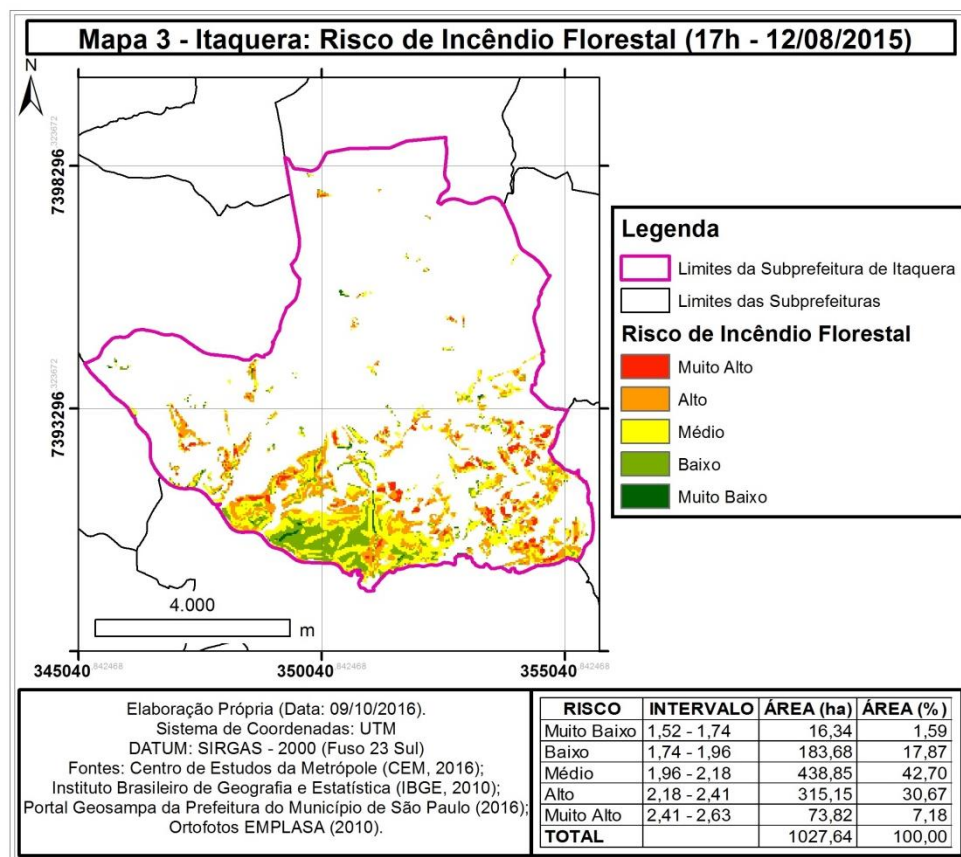 Mapa 3 - Itaquera: Risco de Incêndio Florestal (17h - 12/08/2015)
N
7398296,323672
7393296,323672
4.000
m
345040,842468
350040,842468
355040,842468
Legenda
Limites da Subprefeitura de Itaquera
Limites das Subprefeituras
Risco de Incêndio Florestal
Muito Alto
Alto
Médio
Baixo
Muito Baixo
Elaboração Própria (Data: 09/10/2016).
Sistema de Coordenadas: UTM
DATUM: SIRGAS - 2000 (Fuso 23 Sul)
Fontes: Centro de Estudos da Metrópole (CEM, 2016);
Instituto Brasileiro de Geografia e Estatística (IBGE, 2010);
Portal Geosampa da Prefeitura do Município de São Paulo (2016);
Ortofotos EMPLASA (2010).
RISCO INTERVALO ÁREA (ha) ÁREA (%)
Muito Baixo 1,52 - 1,74 16,34 1,59
Baixo 1,74 - 1,96 183,68 17,87
Médio 1,96 - 2,18 438,85 42,70
Alto 2,18 - 2,41 315,15 30,67
Muito Alto 2,41 - 2,63 73,82 7,18
TOTAL 1027,64 100,00